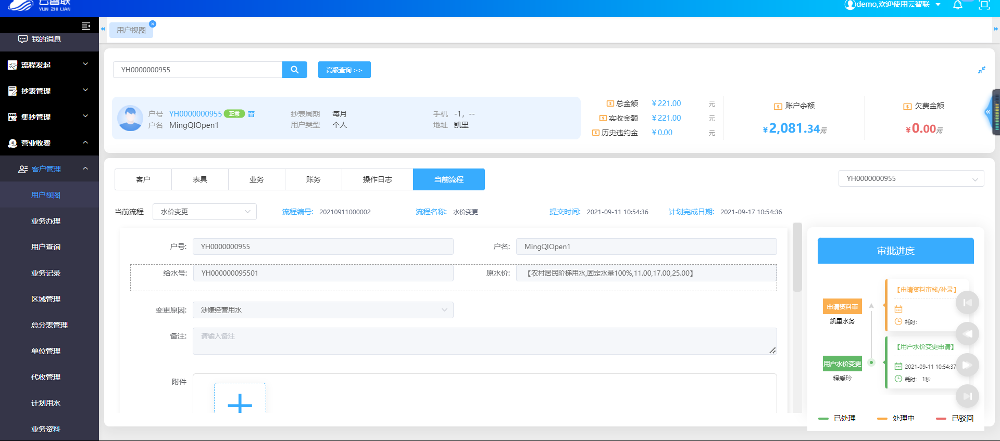 云智联
YUN ZHI LIAN
demo,欢迎使用云智联
我的消息
流程发起
抄表管理
集抄管理
营业收费
客户管理
用户视图
业务办理
用户查询
业务记录
区域管理
总分表管理
单位管理
代收管理
计划用水
业务资料
用户视图
YH0000000955
高级查询 >>
户号 YH0000000955 正常 普
户名 MingQIOpen1
抄表周期 每月
用户类型 个人
手机 -1，--
地址 凯里
总金额 ¥221.00 元
实收金额 ¥221.00 元
历史违约金 ¥0.00 元
账户余额
¥2,081.34元
欠费金额
¥0.00元
客户 表具 业务 账务 操作日志 当前流程
YH0000000955
当前流程 水价变更 流程编号: 20210911000002 流程名称: 水价变更 提交时间: 2021-09-11 10:54:36 计划完成日期: 2021-09-17 10:54:36
户号: YH0000000955 户名: MingQIOpen1
给水号: YH000000095501 原水价: 【农村居民阶梯用水,固定水量100%,11.00,17.00,25.00】
变更原因: 涉嫌经营用水
备注: 请输入备注
附件
审批进度
申请资料审
凯里水务
【申请资料审核/补录】
耗时:
用户水价变更
程爱玲
【用户水价变更申请】
2021-09-11 10:54:37
耗时: 1秒
已处理 处理中 已驳回